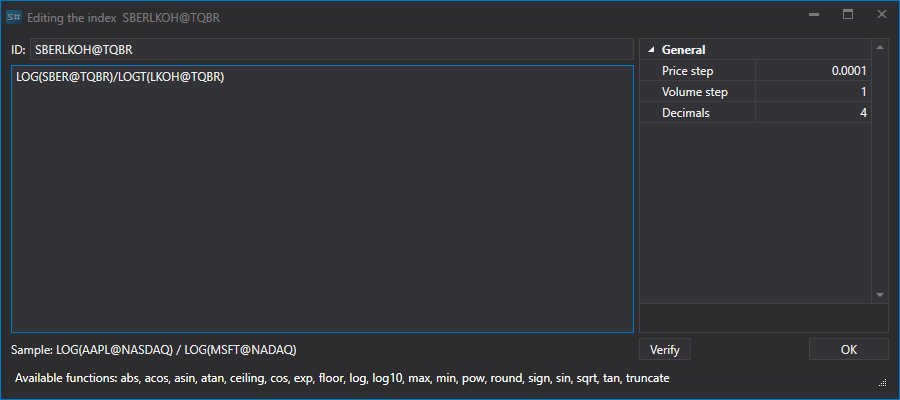 S# Editing the index SBERLKOH@TQBR
ID: SBERLKOH@TQBR
LOG(SBER@TQBR)/LOGT(LKOH@TQBR)
General
Price step 0.0001
Volume step 1
Decimals 4
Sample: LOG(AAPL@NASDAQ) / LOG(MSFT@NADAQ)
Verify OK
Available functions: abs, acos, asin, atan, ceiling, cos, exp, floor, log, log10, max, min, pow, round, sign, sin, sqrt, tan, truncate